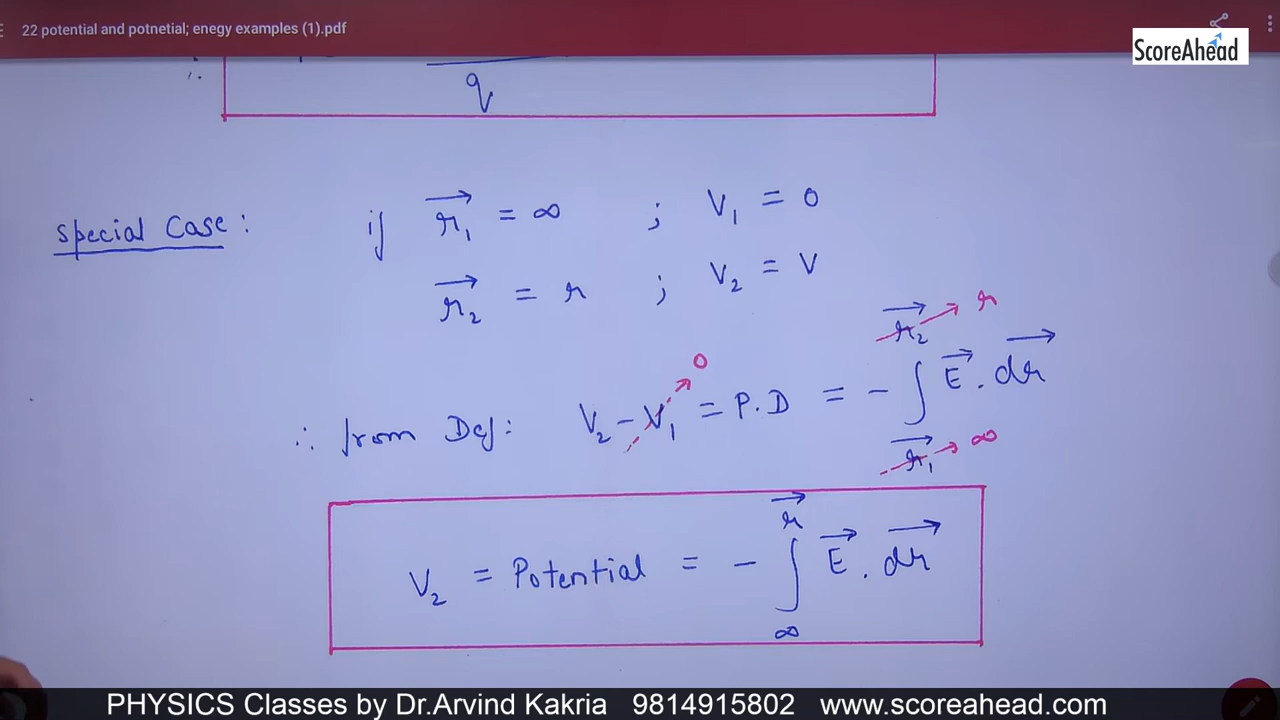 22 potential and potnetial; enegy examples (1).pdf
ScoreAhead
∴
q
Special Case : if r₁→ = ∞ ; V₁ = 0
r₂→ = r ; V₂ = V
∴ from Def: V₂ - V₁ → 0 = P.D = - ∫ (r₁→ → ∞, r₂→ → r) E→ . dr→
V₂ = Potential = - ∫ (∞, r→) E→ . dr→
PHYSICS Classes by Dr.Arvind Kakria 9814915802 www.scoreahead.com